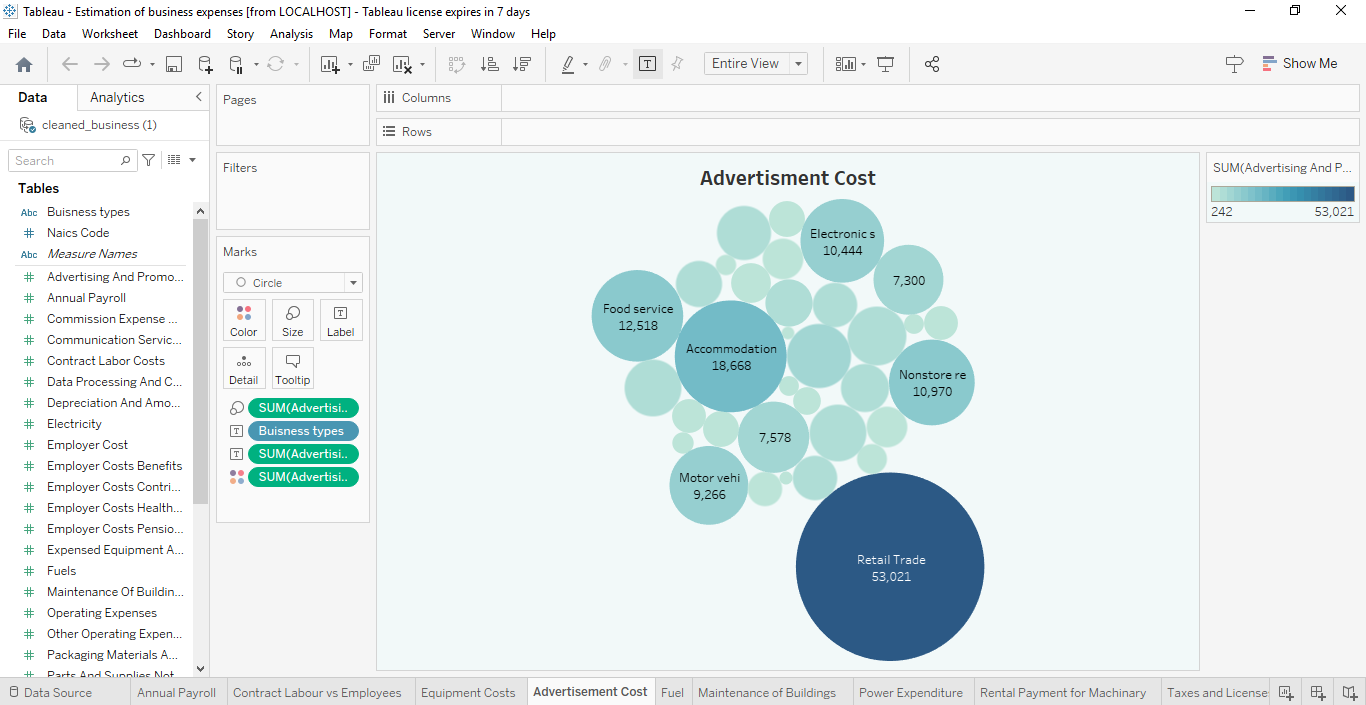 Tableau - Estimation of business expenses [from LOCALHOST] - Tableau license expires in 7 days
File Data Worksheet Dashboard Story Analysis Map Format Server Window Help
Entire View
Show Me
Data Analytics
cleaned_business (1)
Search
Tables
Abc Buisness types
# Naics Code
Abc Measure Names
# Advertising And Promo...
# Annual Payroll
# Commission Expense ...
# Communication Servic...
# Contract Labor Costs
# Data Processing And C...
# Depreciation And Amo...
# Electricity
# Employer Cost
# Employer Costs Benefits
# Employer Costs Contri...
# Employer Costs Health...
# Employer Costs Pensio...
# Expensed Equipment A...
# Fuels
# Maintenance Of Buildin...
# Operating Expenses
# Other Operating Expen...
# Packaging Materials A...
# Parts And Supplies Not
Pages
Filters
Marks
Circle
Color Size T Label
Detail Tooltip
SUM(Advertisi..
T Buisness types
T SUM(Advertisi..
SUM(Advertisi..
Columns
Rows
Advertisment Cost
Electronic s
10,444
7,300
Food service
12,518
Accommodation
18,668
Nonstore re
10,970
7,578
Motor vehi
9,266
Retail Trade
53,021
SUM(Advertising And P...
242 53,021
Data Source Annual Payroll Contract Labour vs Employees Equipment Costs Advertisement Cost Fuel Maintenance of Buildings Power Expenditure Rental Payment for Machinary Taxes and License